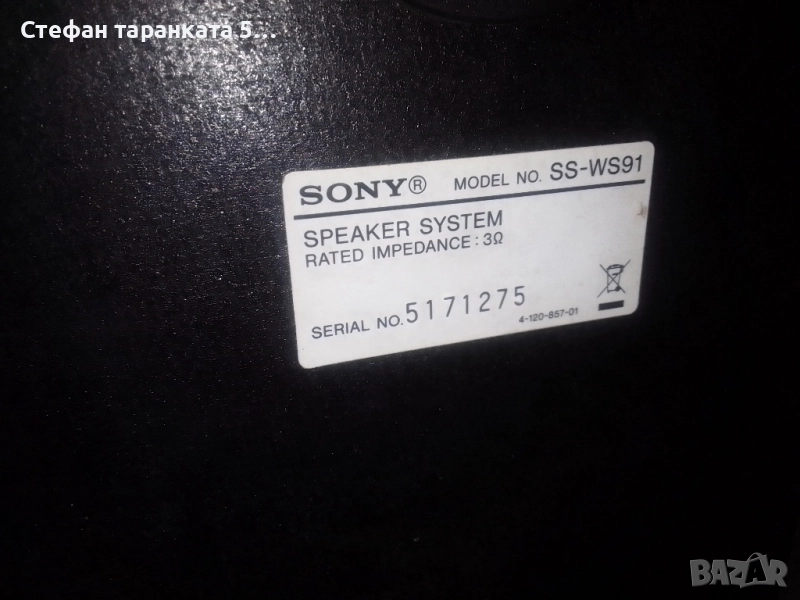 Стефан таранката 5...
SONY® MODEL NO. SS-WS91
SPEAKER SYSTEM
RATED IMPEDANCE : 3Ω
SERIAL NO. 5171275
4-120-857-01
BAZAR